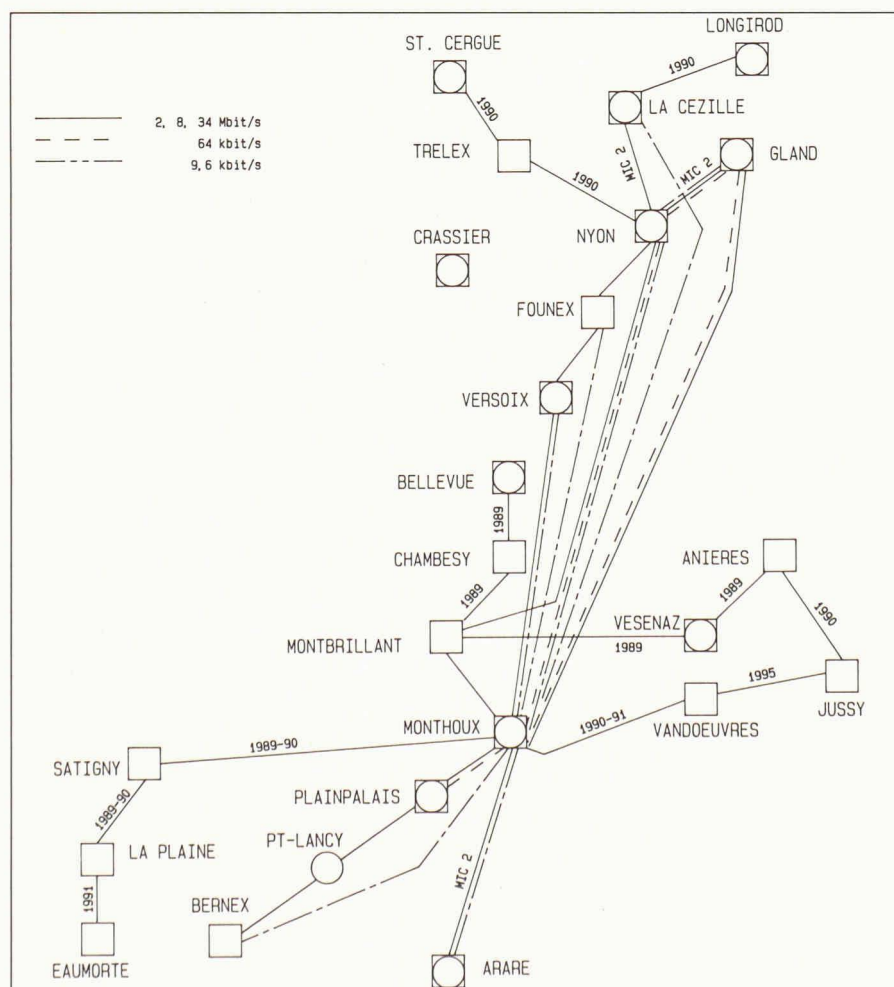 LONGIROD
ST. CERGUE
1990
LA CEZILLE
2, 8, 34 Mbit/s
64 kbit/s
9,6 kbit/s
1990
TRELEX
MIC 2
MIC 2
GLAND
1990
CRASSIER
NYON
FOUNEX
VERSOIX
BELLEVUE
1989
CHAMBESY
ANIERES
1989
1989
1990
MONTBRILLANT
VESENAZ
1989
1995
JUSSY
VANDOEUVRES
MONTHOUX
1990-91
1989-90
SATIGNY
PLAINPALAIS
1989-90
PT-LANCY
LA PLAINE
MIC 2
1991
BERNEX
EAUMORTE
ARARE